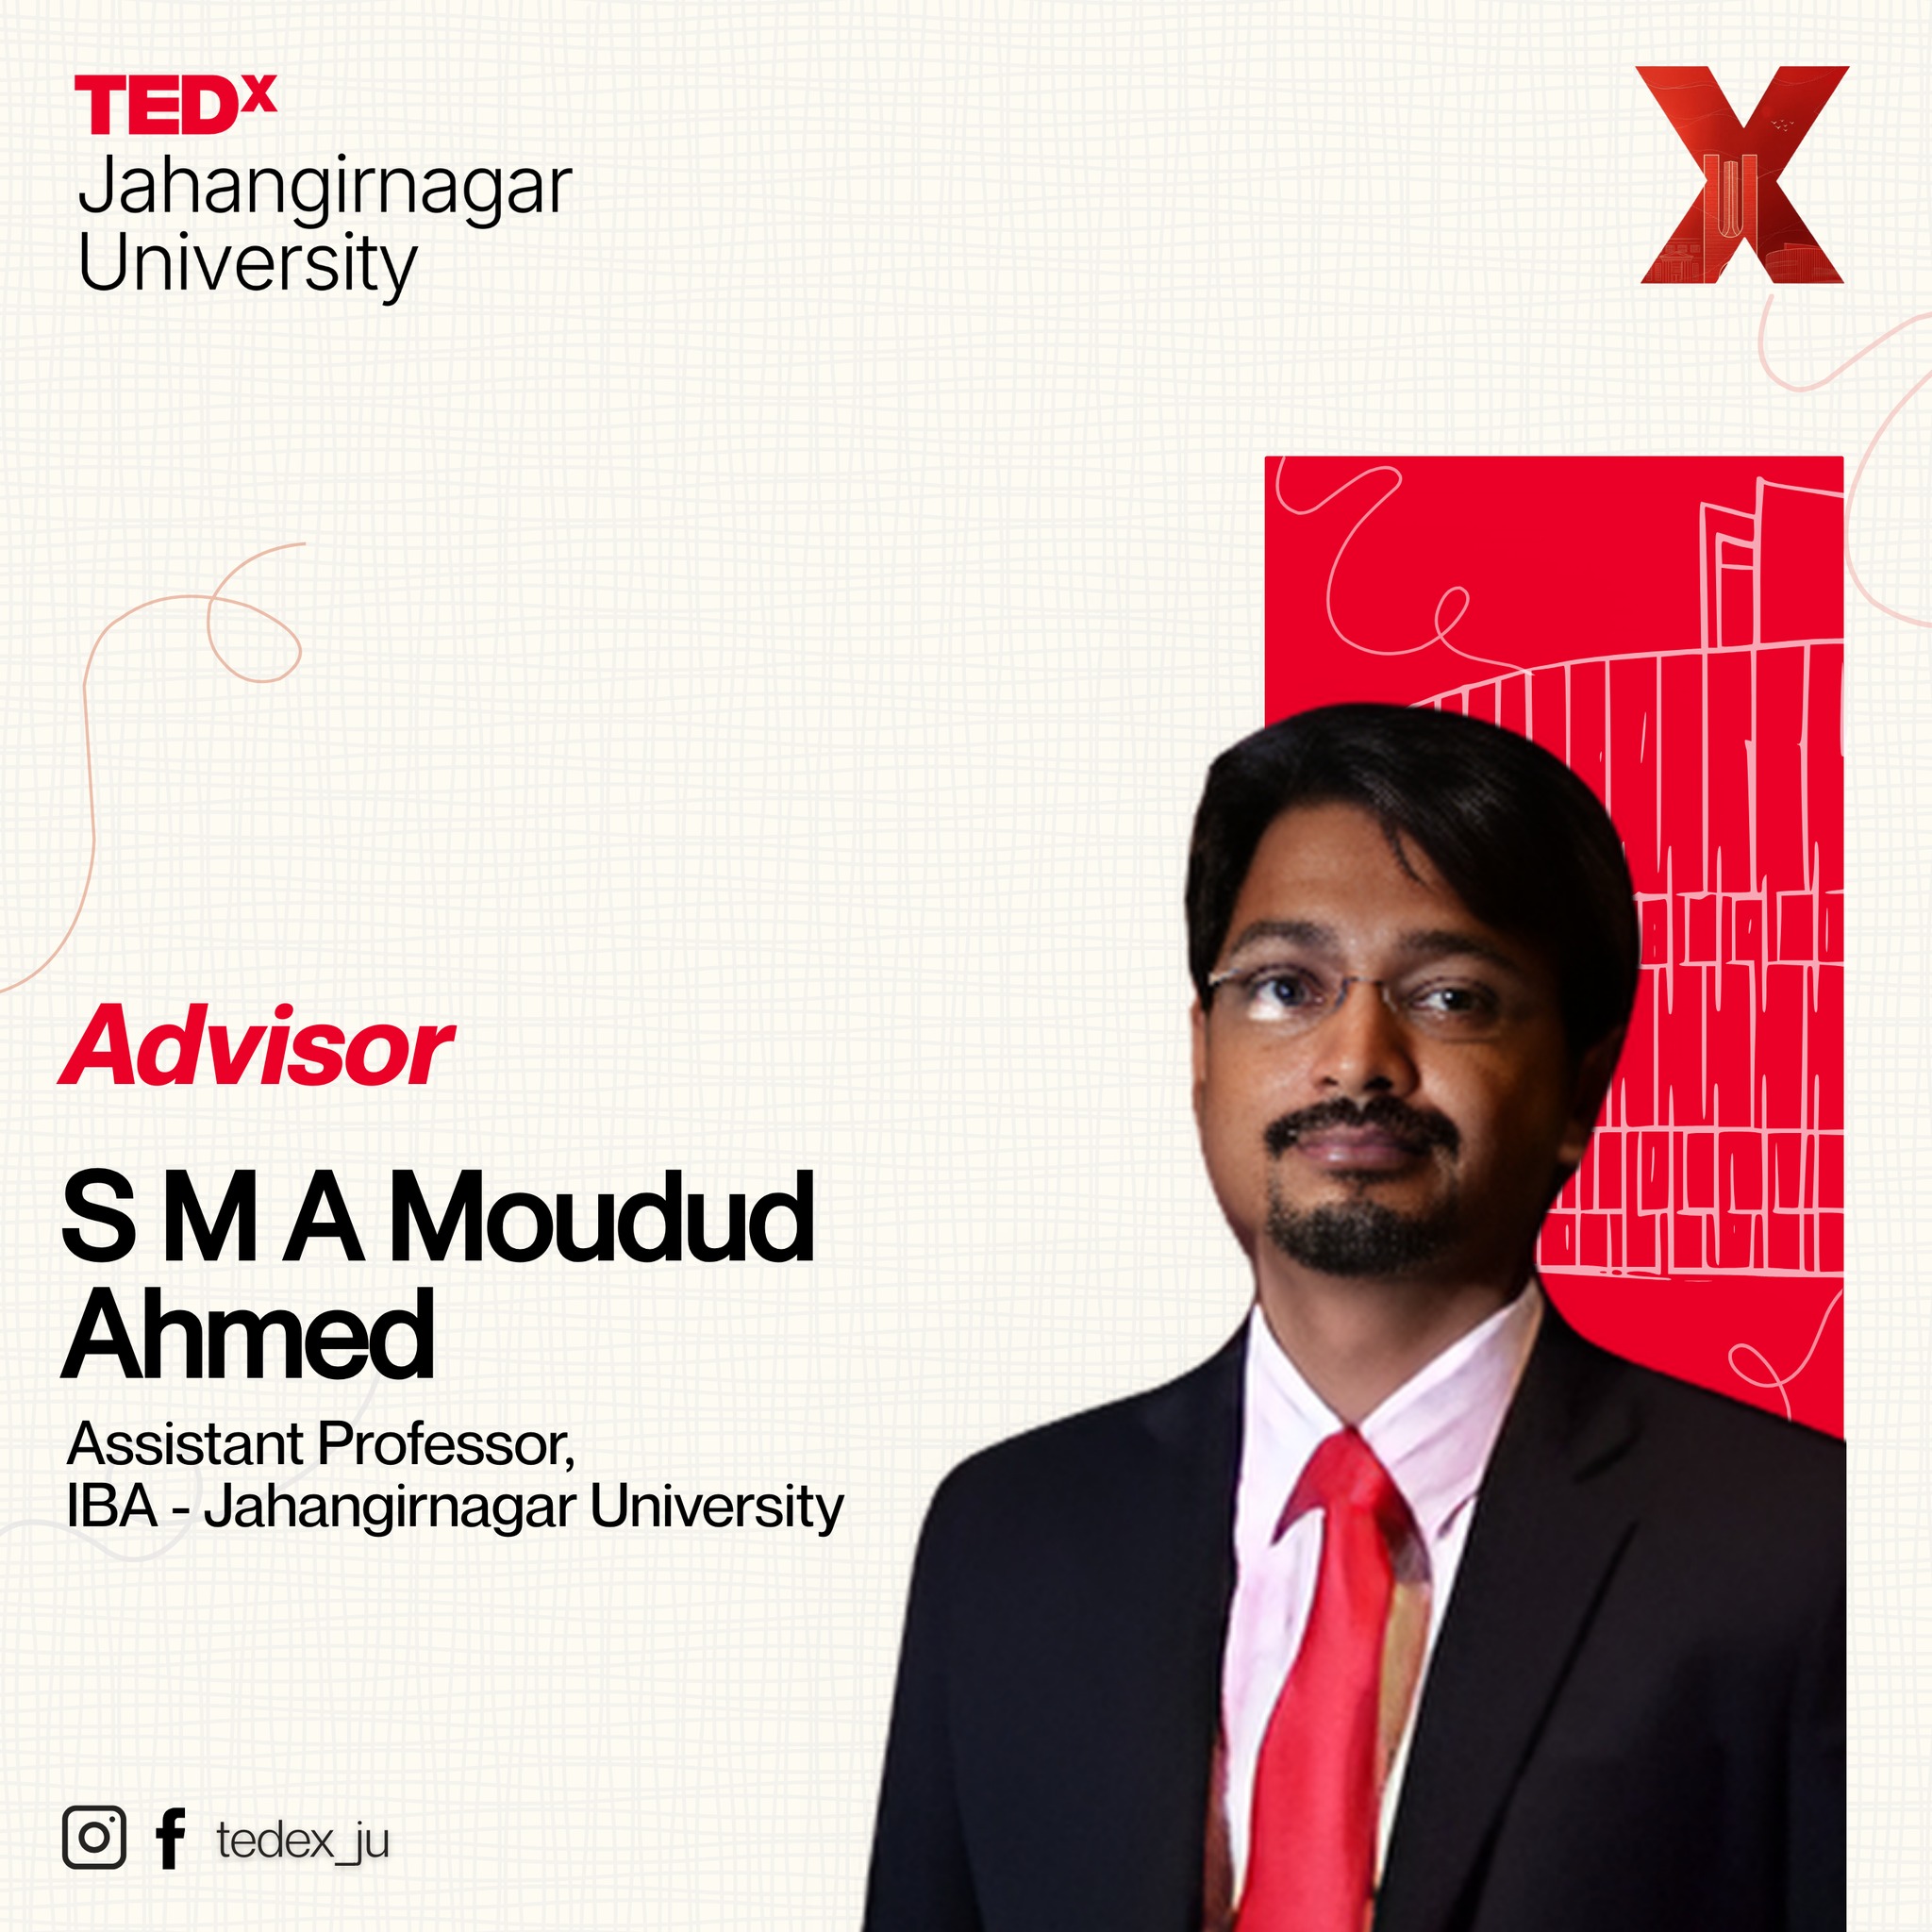 TEDx
Jahangirnagar
University
Advisor
S M A Moudud
Ahmed
Assistant Professor,
IBA - Jahangirnagar University
tedex_ju